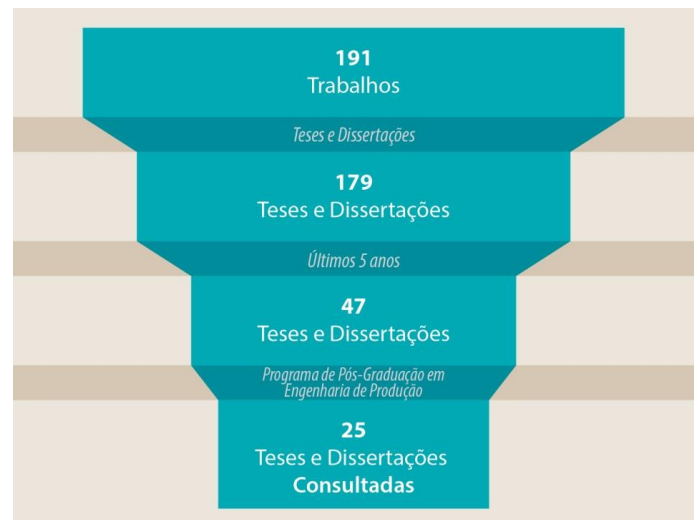 191
Trabalhos
Teses e Dissertações
179
Teses e Dissertações
Últimos 5 anos
47
Teses e Dissertações
Programa de Pós-Graduação em
Engenharia de Produção
25
Teses e Dissertações
Consultadas